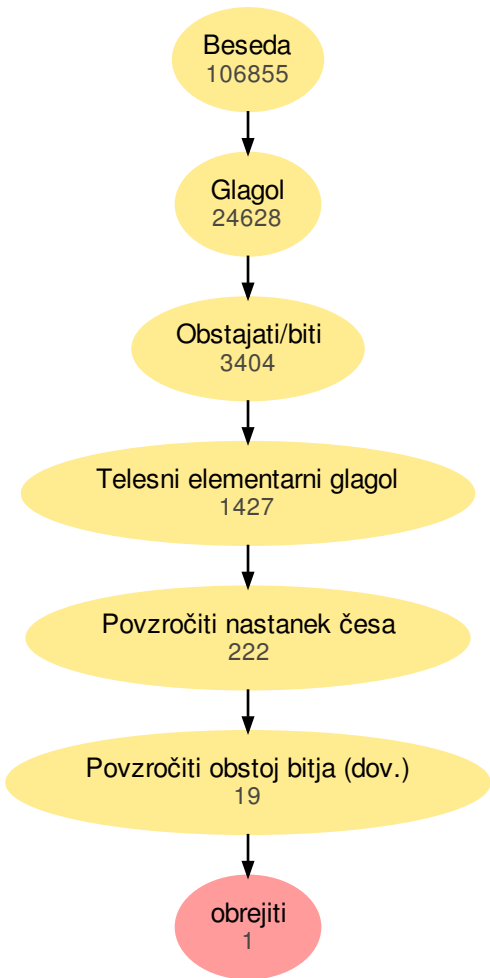 Beseda
106855
Glagol
24628
Obstajati/biti
3404
Telesni elementarni glagol
1427
Povzročiti nastanek česa
222
Povzročiti obstoj bitja (dov.)
19
obrejiti
1